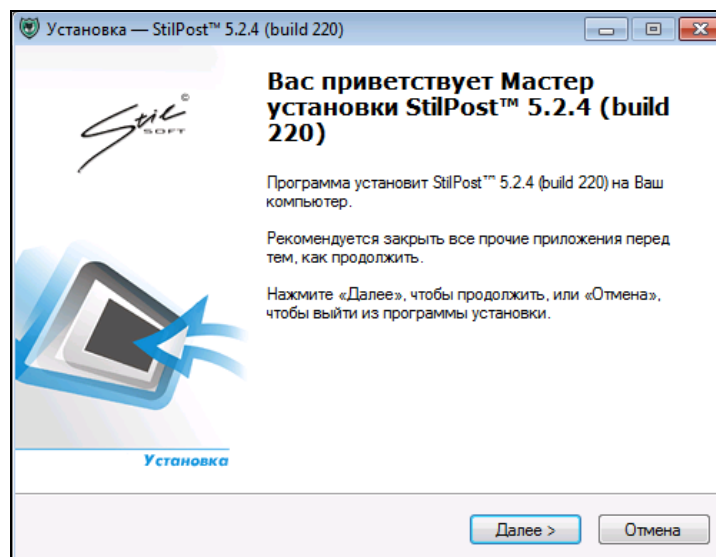 Установка — StilPost™ 5.2.4 (build 220)
Stil©
SOFT
Вас приветствует Мастер
установки StilPost™ 5.2.4 (build
220)
Программа установит StilPost™ 5.2.4 (build 220) на Ваш
компьютер.
Рекомендуется закрыть все прочие приложения перед
тем, как продолжить.
Нажмите «Далее», чтобы продолжить, или «Отмена»,
чтобы выйти из программы установки.
Установка
Далее >
Отмена